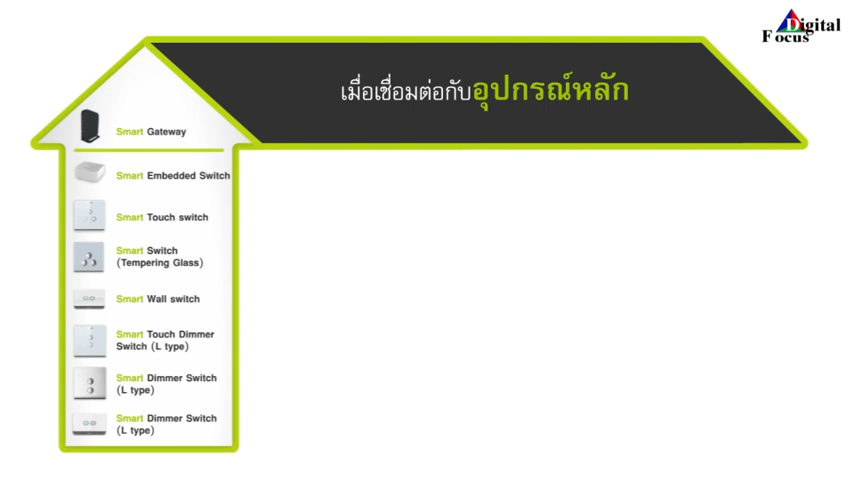 Digital
Focus
เมื่อเชื่อมต่อกับอุปกรณ์หลัก
Smart Gateway
Smart Embedded Switch
Smart Touch switch
Smart Switch
(Tempering Glass)
Smart Wall switch
Smart Touch Dimmer
Switch (L type)
Smart Dimmer Switch
(L type)
Smart Dimmer Switch
(L type)